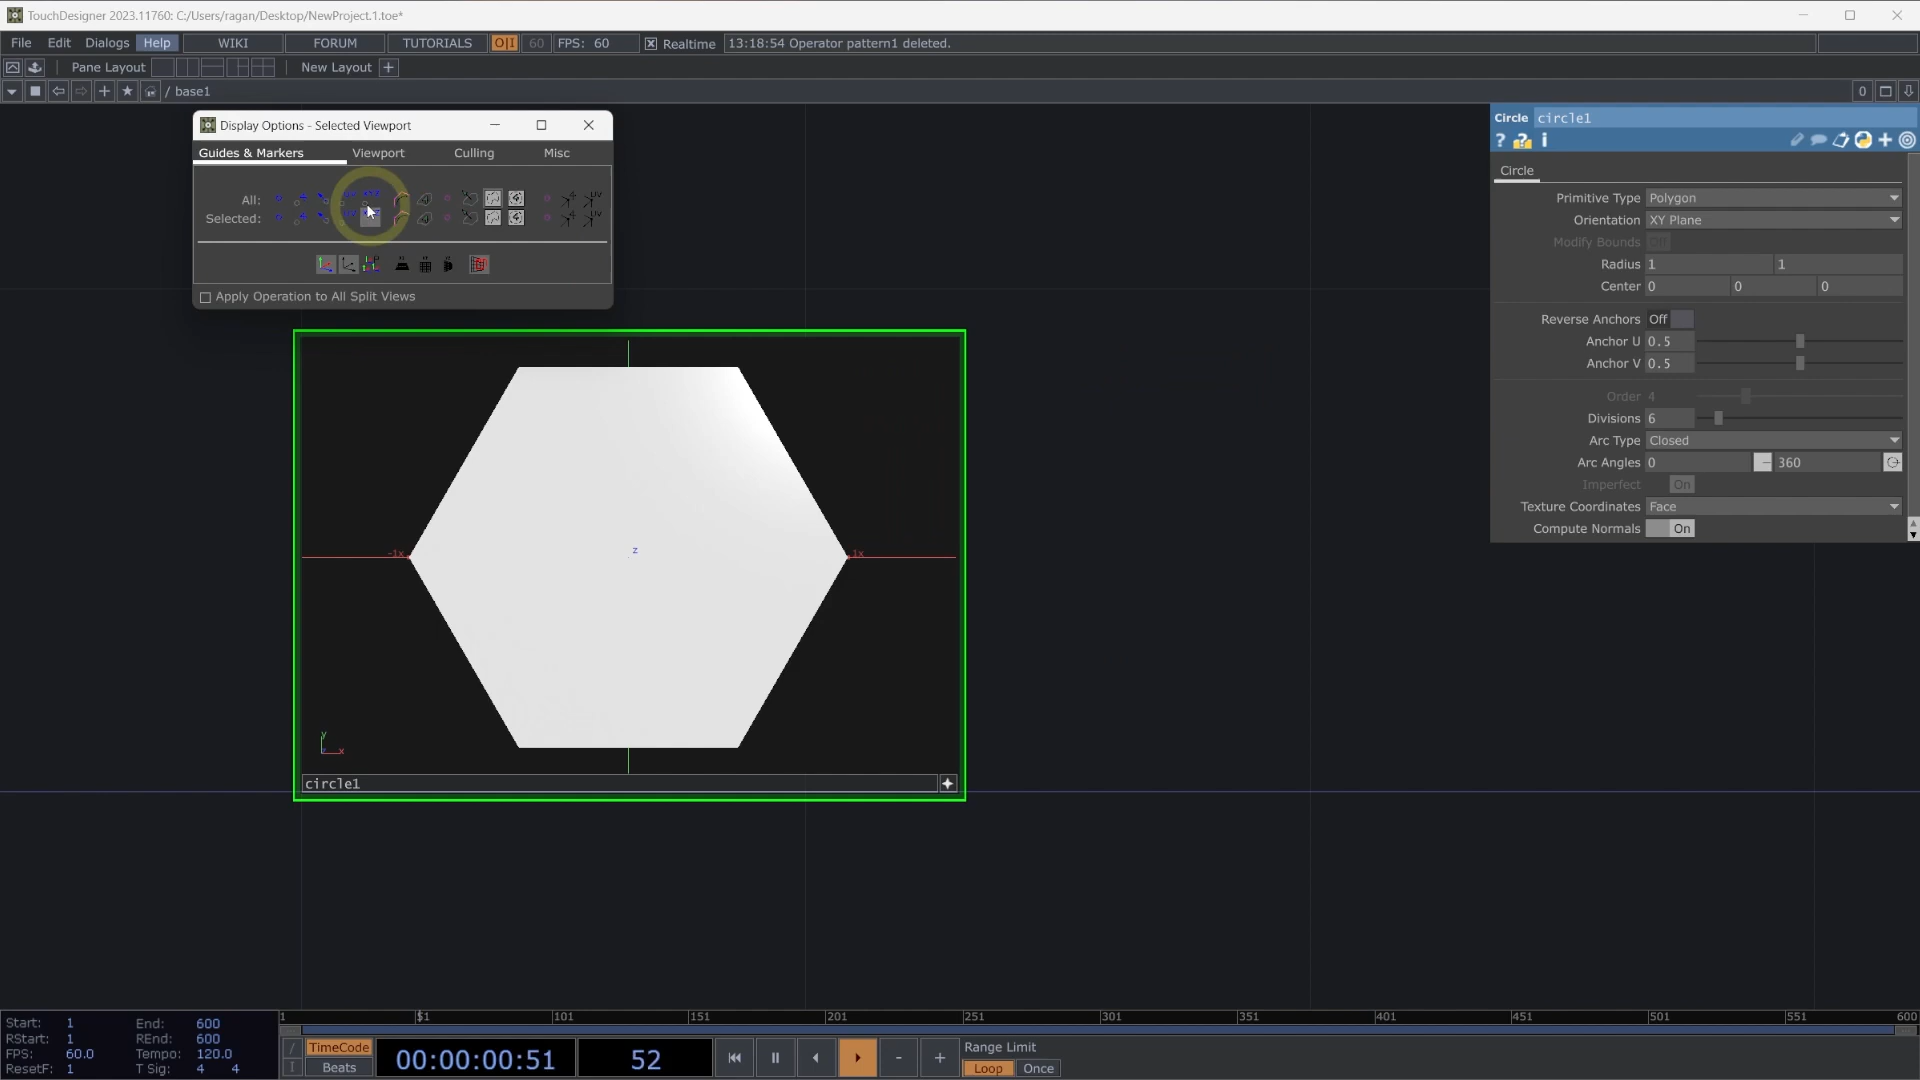 TouchDesigner 2023.11760: C:/Users/ragan/Desktop/NewProject.1.toe*
File Edit Dialogs Help WIKI FORUM TUTORIALS O|I 60 FPS: 60 Realtime 13:18:54 Operator pattern1 deleted.
Pane Layout New Layout +
/ base1 0
Display Options - Selected Viewport
Guides & Markers Viewport Culling Misc
All:
Selected:
Apply Operation to All Split Views
-1x z 1x
y
x
circle1
Circle circle1
? ? i
Circle
Primitive Type Polygon
Orientation XY Plane
Modify Bounds Off
Radius 1 1
Center 0 0 0
Reverse Anchors Off
Anchor U 0.5
Anchor V 0.5
Order 4
Divisions 6
Arc Type Closed
Arc Angles 0 360
Imperfect On
Texture Coordinates Face
Compute Normals On
1 51 101 151 201 251 301 351 401 451 501 551 600
Start: 1 End: 600
RStart: 1 REnd: 600
FPS: 60.0 Tempo: 120.0
ResetF: 1 T Sig: 4 4
TimeCode
Beats
00:00:00:51 52
- +
Range Limit
Loop Once